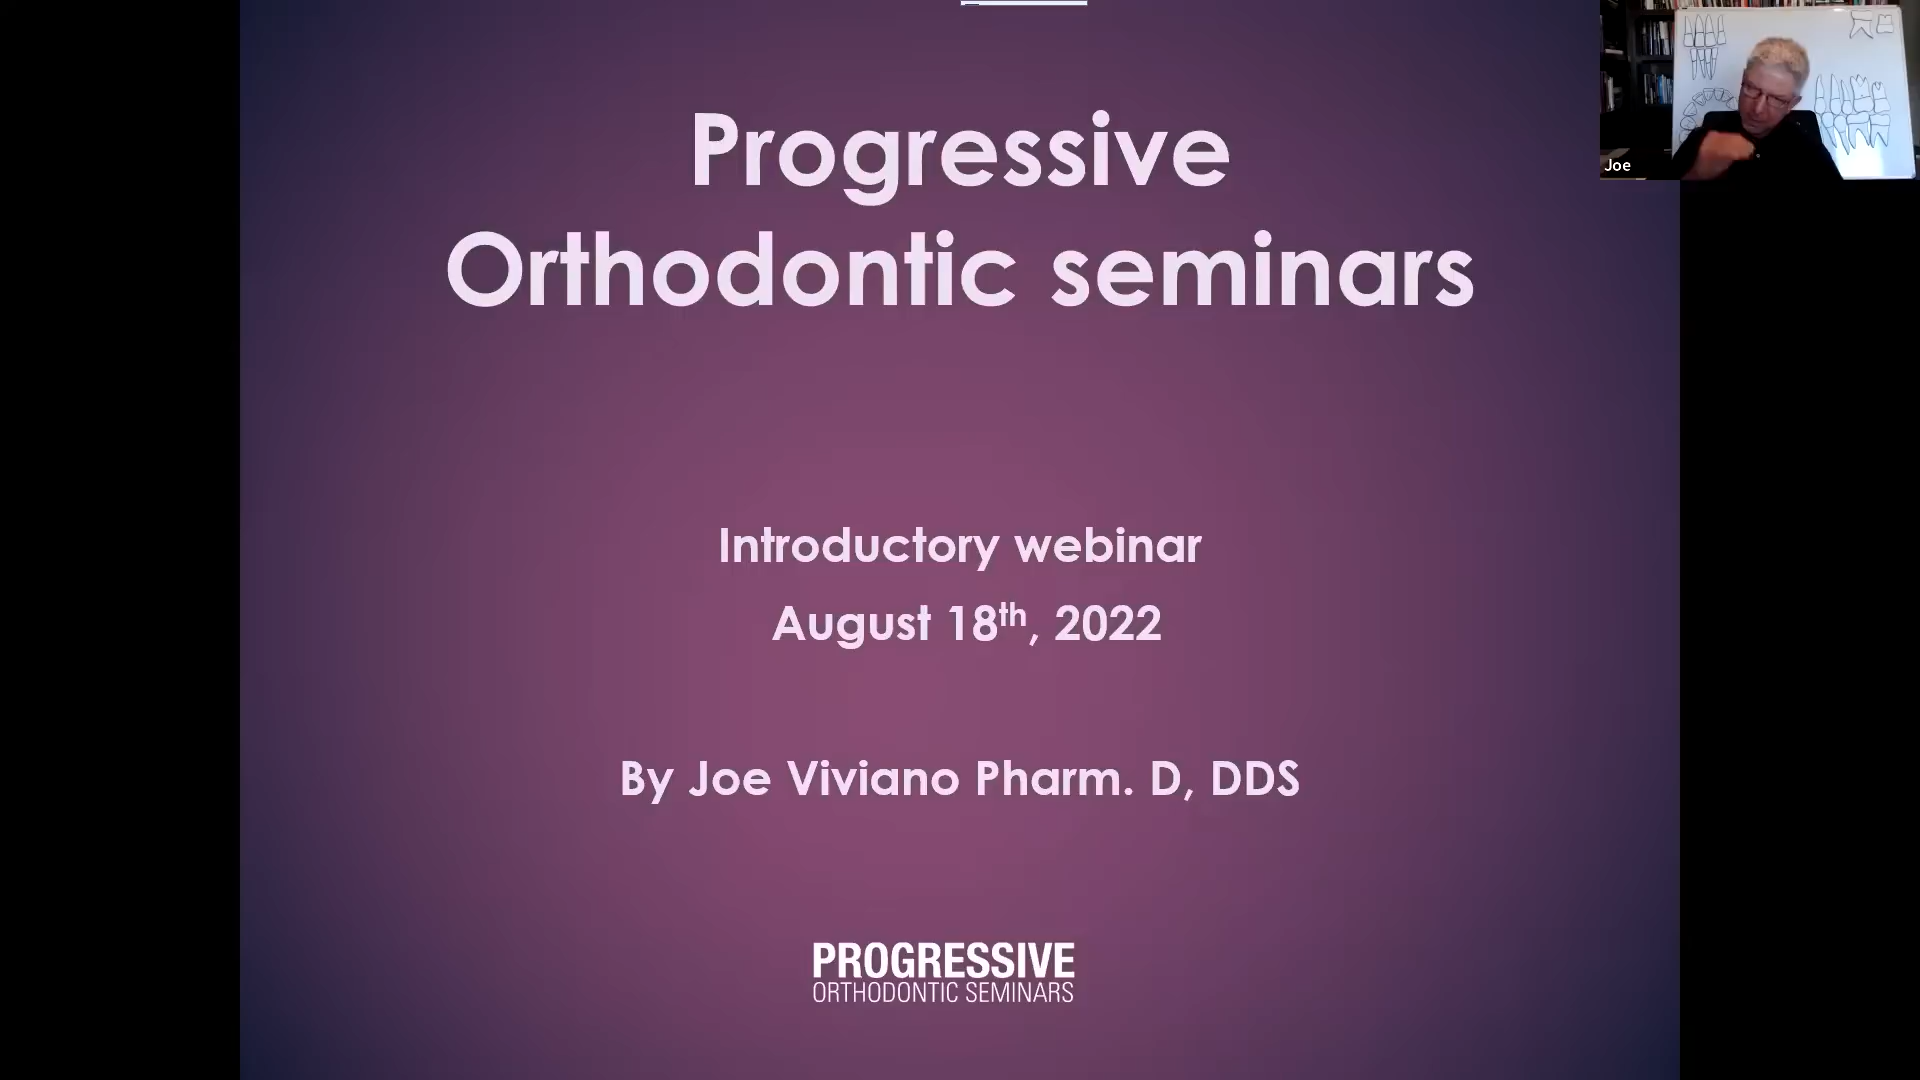 Progressive
Orthodontic seminars
Introductory webinar
August 18th, 2022
By Joe Viviano Pharm. D, DDS
PROGRESSIVE
ORTHODONTIC SEMINARS
Joe